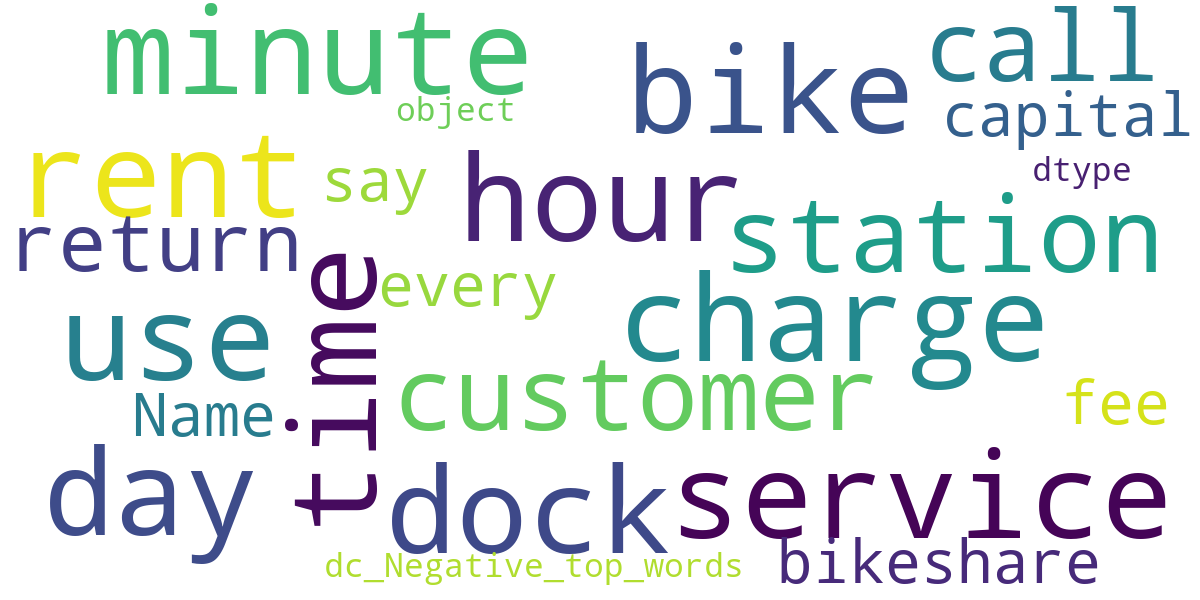 minute
bike
call
object
capital
rent
say
hour
dtype
return
station
time
every
use
charge
customer
Name
fee
day
dock
service
dc_Negative_top_words
bikeshare